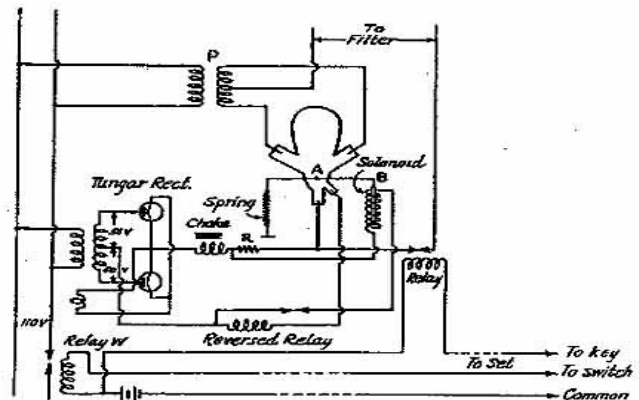 To
Filter
P
A
Solenoid
B
Tungar Rect.
Spring
Choke
R
Relay
Reversed Relay
110V
Relay W
To Set
To key
To switch
Common